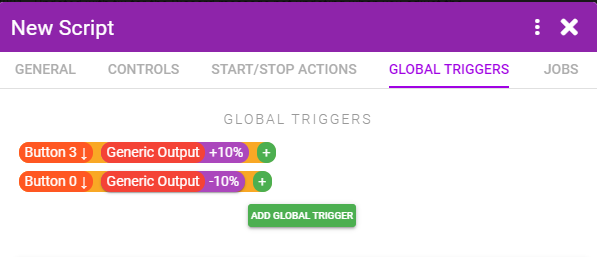 New Script
GENERAL CONTROLS START/STOP ACTIONS GLOBAL TRIGGERS JOBS
GLOBAL TRIGGERS
Button 3 ↓ Generic Output +10% +
Button 0 ↓ Generic Output -10% +
ADD GLOBAL TRIGGER